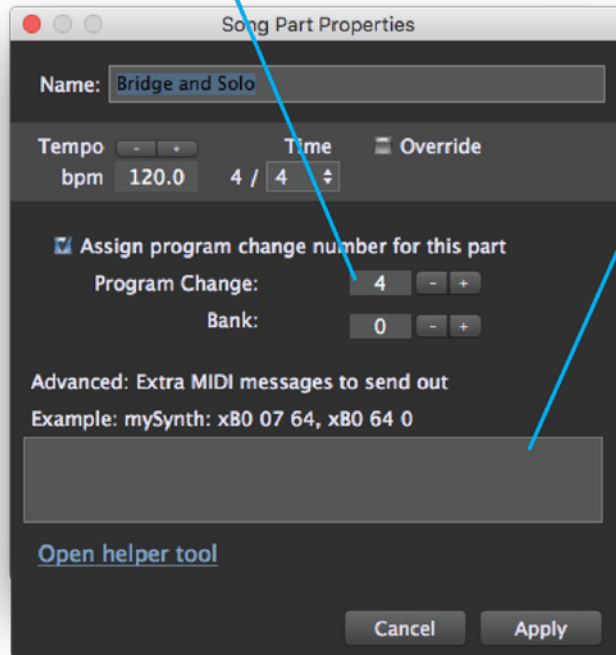 Song Part Properties
Name: Bridge and Solo
Tempo - + Time Override
bpm 120.0 4 / 4
Assign program change number for this part
Program Change: 4 - +
Bank: 0 - +
Advanced: Extra MIDI messages to send out
Example: mySynth: xB0 07 64, xB0 64 0
Open helper tool
Cancel Apply